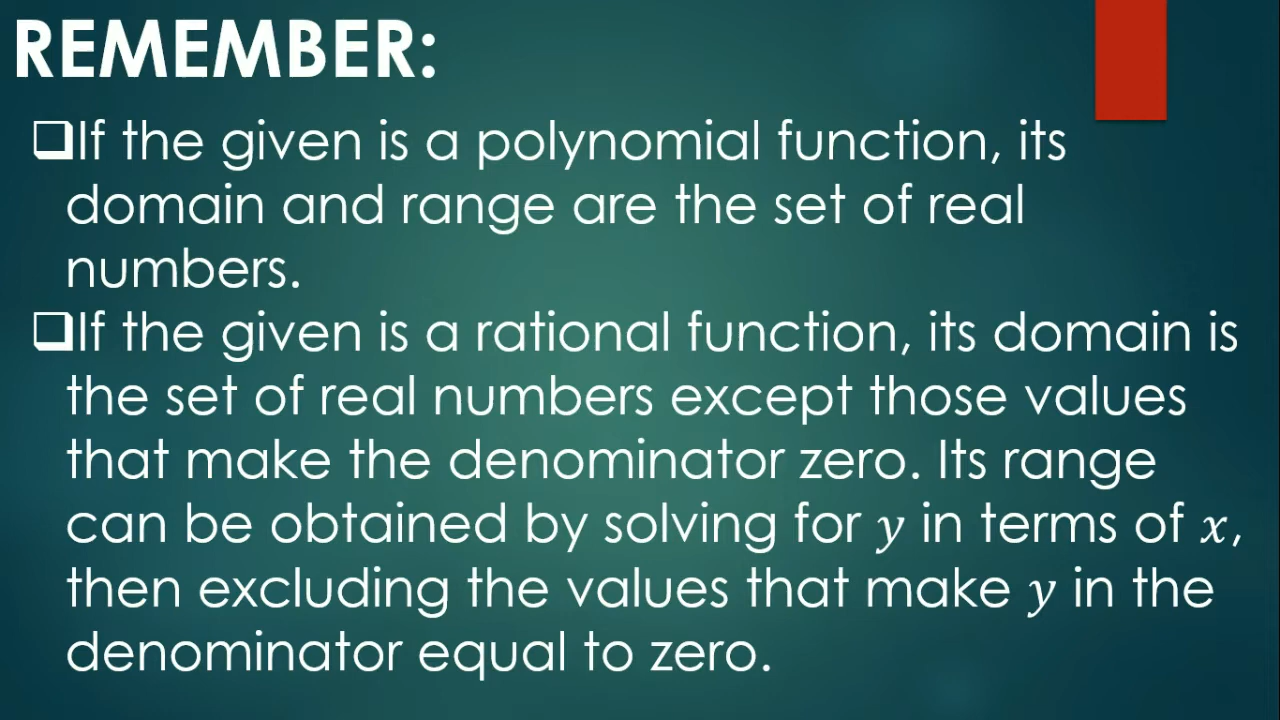 REMEMBER:
❑If the given is a polynomial function, its
domain and range are the set of real
numbers.
❑If the given is a rational function, its domain is
the set of real numbers except those values
that make the denominator zero. Its range
can be obtained by solving for y in terms of x,
then excluding the values that make y in the
denominator equal to zero.